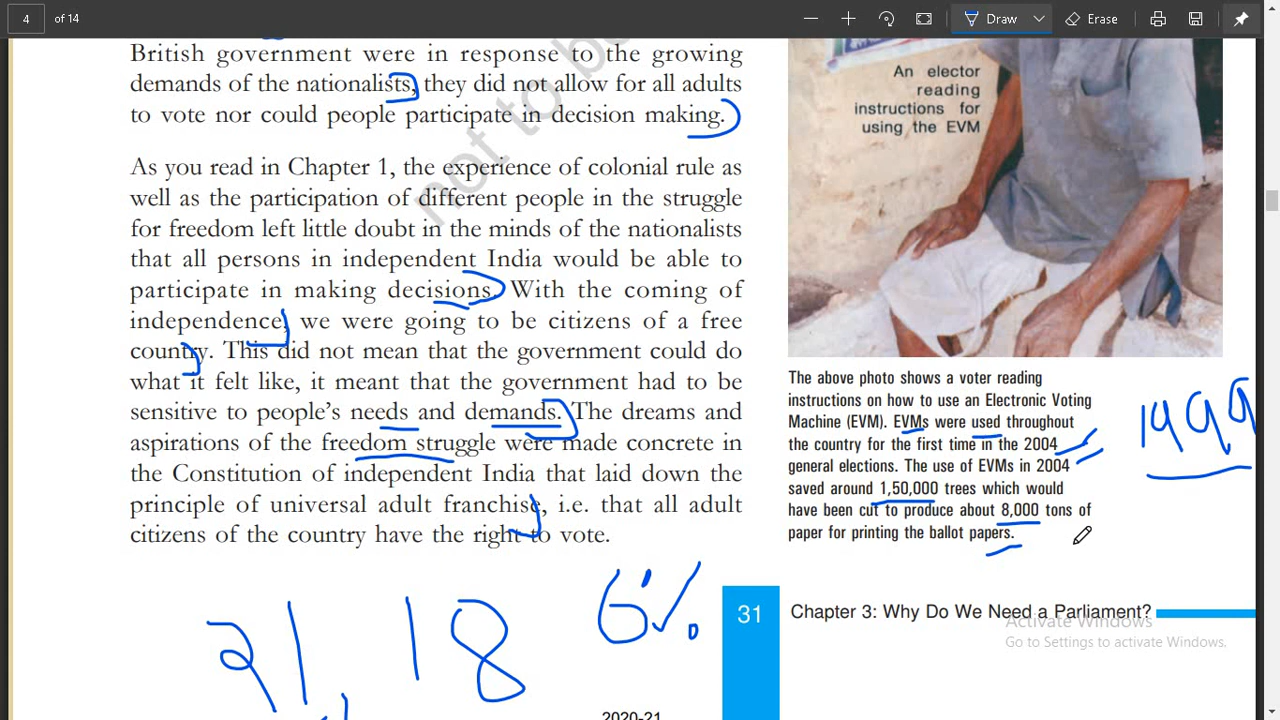 4 of 14
Draw
Erase
British government were in response to the growing
demands of the nationalists, they did not allow for all adults
to vote nor could people participate in decision making.
As you read in Chapter 1, the experience of colonial rule as
well as the participation of different people in the struggle
for freedom left little doubt in the minds of the nationalists
that all persons in independent India would be able to
participate in making decisions. With the coming of
independence, we were going to be citizens of a free
country. This did not mean that the government could do
what it felt like, it meant that the government had to be
sensitive to people's needs and demands. The dreams and
aspirations of the freedom struggle were made concrete in
the Constitution of independent India that laid down the
principle of universal adult franchise, i.e. that all adult
citizens of the country have the right to vote.
not to b
21 18 6%
An elector
reading
instructions for
using the EVM
The above photo shows a voter reading
instructions on how to use an Electronic Voting
Machine (EVM). EVMs were used throughout
the country for the first time in the 2004
general elections. The use of EVMs in 2004
saved around 1,50,000 trees which would
have been cut to produce about 8,000 tons of
paper for printing the ballot papers.
1999
31 Chapter 3: Why Do We Need a Parliament?
Activate Windows
Go to Settings to activate Windows.
2020-21